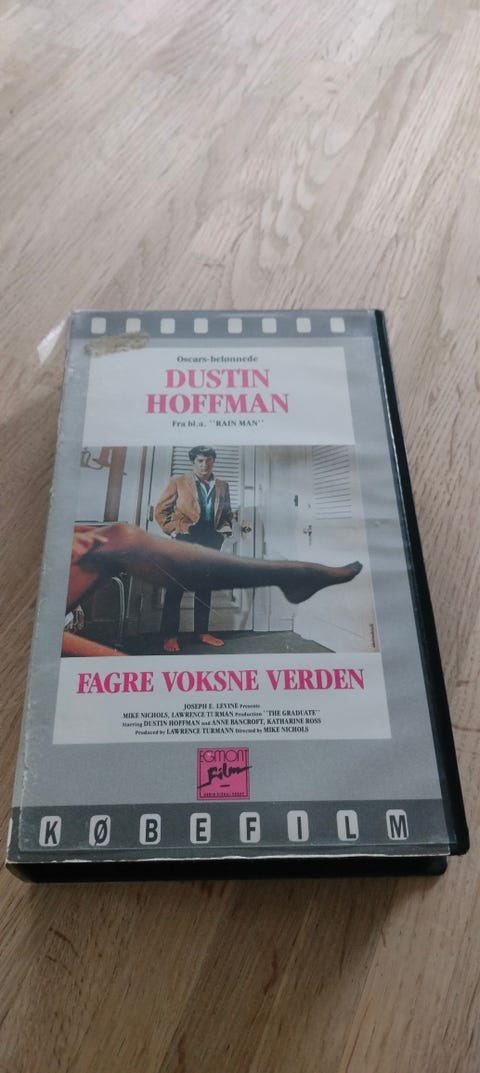 Oscars-belønnede
DUSTIN
HOFFMAN
Fra bl.a. "RAIN MAN"
FAGRE VOKSNE VERDEN
JOSEPH E. LEVINE Presents
MIKE NICHOLS, LAWRENCE TURMAN Production "THE GRADUATE"
Starring DUSTIN HOFFMAN and ANNE BANCROFT, KATHARINE ROSS
Produced by LAWRENCE TURMANN Directed by MIKE NICHOLS
EGMONT
Film
KØBEFILM